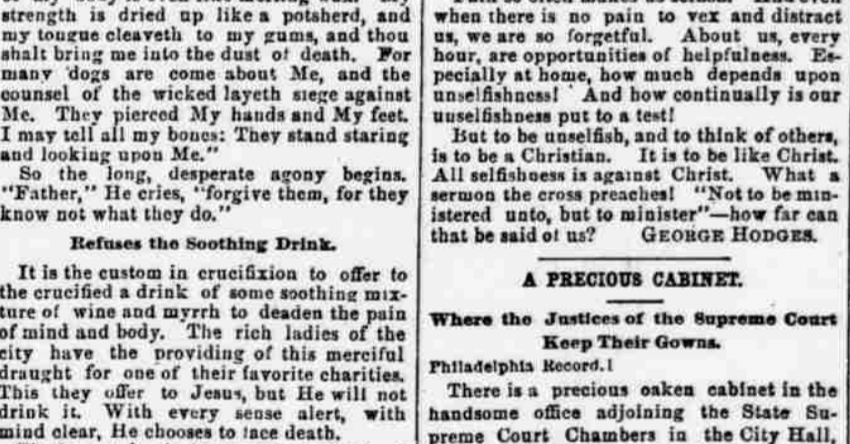 strength is dried up like a potsherd, and
my tongue cleaveth to my gums, and thou
shalt bring me into the dust of death. For
many dogs are come about Me, and the
counsel of the wicked layeth siege against
Me. They pierced My hands and My feet.
I may tell all my bones: They stand staring
and looking upon Me."
So the long, desperate agony begins.
"Father," He cries, "forgive them, for they
know not what they do."
Refuses the Soothing Drink.
It is the custom in crucifixion to offer to
the crucified a drink of some soothing mix-
ture of wine and myrrh to deaden the pain
of mind and body. The rich ladies of the
city have the providing of this merciful
draught for one of their favorite charities.
This they offer to Jesus, but He will not
drink it. With every sense alert, with
mind clear, He chooses to face death.
when there is no pain to vex and distract
us, we are so forgetful. About us, every
hour, are opportunities of helpfulness. Es-
pecially at home, how much depends upon
unselfishness! And how continually is our
unselfishness put to a test!
But to be unselfish, and to think of others,
is to be a Christian. It is to be like Christ.
All selfishness is against Christ. What a
sermon the cross preaches! "Not to be min-
istered unto, but to minister"—how far can
that be said of us? GEORGE HODGES.
A PRECIOUS CABINET.
Where the Justices of the Supreme Court
Keep Their Gowns.
Philadelphia Record.]
There is a precious oaken cabinet in the
handsome office adjoining the State Su-
preme Court Chambers in the City Hall,